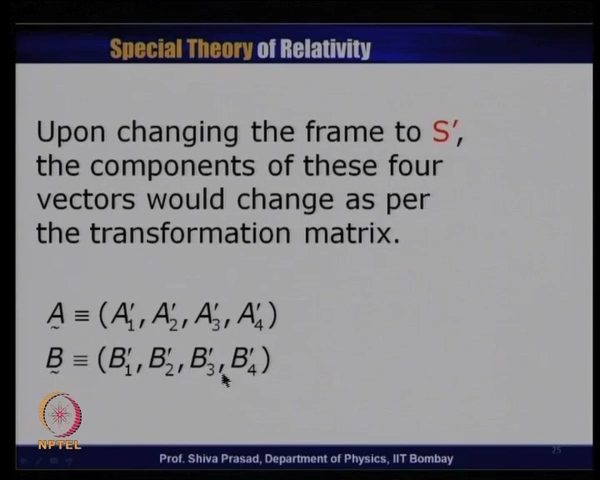 Special Theory of Relativity
Upon changing the frame to S′,
the components of these four
vectors would change as per
the transformation matrix.
A̰ ≡ (A′₁, A′₂, A′₃, A′₄)
B̰ ≡ (B′₁, B′₂, B′₃, B′₄)
NPTEL
Prof. Shiva Prasad, Department of Physics, IIT Bombay
25